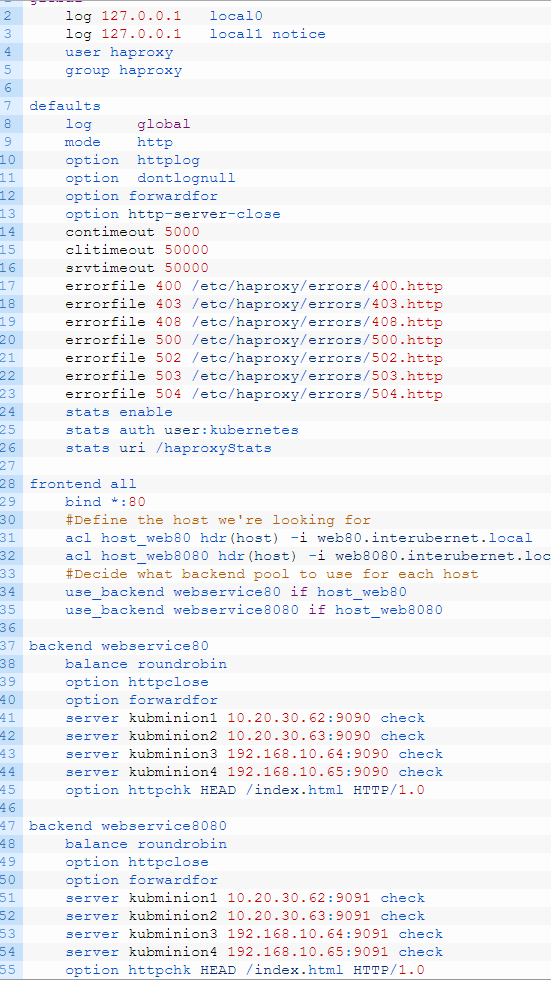 2 log 127.0.0.1 local0
3 log 127.0.0.1 local1 notice
4 user haproxy
5 group haproxy
6
7 defaults
8 log global
9 mode http
10 option httplog
11 option dontlognull
12 option forwardfor
13 option http-server-close
14 contimeout 5000
15 clitimeout 50000
16 srvtimeout 50000
17 errorfile 400 /etc/haproxy/errors/400.http
18 errorfile 403 /etc/haproxy/errors/403.http
19 errorfile 408 /etc/haproxy/errors/408.http
20 errorfile 500 /etc/haproxy/errors/500.http
21 errorfile 502 /etc/haproxy/errors/502.http
22 errorfile 503 /etc/haproxy/errors/503.http
23 errorfile 504 /etc/haproxy/errors/504.http
24 stats enable
25 stats auth user:kubernetes
26 stats uri /haproxyStats
27
28 frontend all
29 bind *:80
30 #Define the host we're looking for
31 acl host_web80 hdr(host) -i web80.interubernet.local
32 acl host_web8080 hdr(host) -i web8080.interubernet.loc
33 #Decide what backend pool to use for each host
34 use_backend webservice80 if host_web80
35 use_backend webservice8080 if host_web8080
36
37 backend webservice80
38 balance roundrobin
39 option httpclose
40 option forwardfor
41 server kubminion1 10.20.30.62:9090 check
42 server kubminion2 10.20.30.63:9090 check
43 server kubminion3 192.168.10.64:9090 check
44 server kubminion4 192.168.10.65:9090 check
45 option httpchk HEAD /index.html HTTP/1.0
46
47 backend webservice8080
48 balance roundrobin
49 option httpclose
50 option forwardfor
51 server kubminion1 10.20.30.62:9091 check
52 server kubminion2 10.20.30.63:9091 check
53 server kubminion3 192.168.10.64:9091 check
54 server kubminion4 192.168.10.65:9091 check
55 option httpchk HEAD /index.html HTTP/1.0